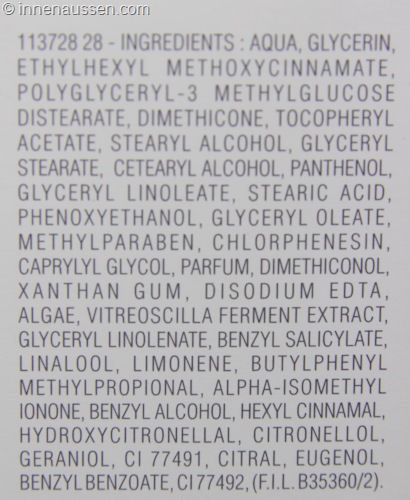 © innenaussen.com
113728 28 - INGREDIENTS : AQUA, GLYCERIN,
ETHYLHEXYL METHOXYCINNAMATE,
POLYGLYCERYL-3 METHYLGLUCOSE
DISTEARATE, DIMETHICONE, TOCOPHERYL
ACETATE, STEARYL ALCOHOL, GLYCERYL
STEARATE, CETEARYL ALCOHOL, PANTHENOL,
GLYCERYL LINOLEATE, STEARIC ACID,
PHENOXYETHANOL, GLYCERYL OLEATE,
METHYLPARABEN, CHLORPHENESIN,
CAPRYLYL GLYCOL, PARFUM, DIMETHICONOL,
XANTHAN GUM, DISODIUM EDTA,
ALGAE, VITREOSCILLA FERMENT EXTRACT,
GLYCERYL LINOLENATE, BENZYL SALICYLATE,
LINALOOL, LIMONENE, BUTYLPHENYL
METHYLPROPIONAL, ALPHA-ISOMETHYL
IONONE, BENZYL ALCOHOL, HEXYL CINNAMAL,
HYDROXYCITRONELLAL, CITRONELLOL,
GERANIOL, CI 77491, CITRAL, EUGENOL,
BENZYL BENZOATE, CI 77492, (F.I.L. B35360/2).